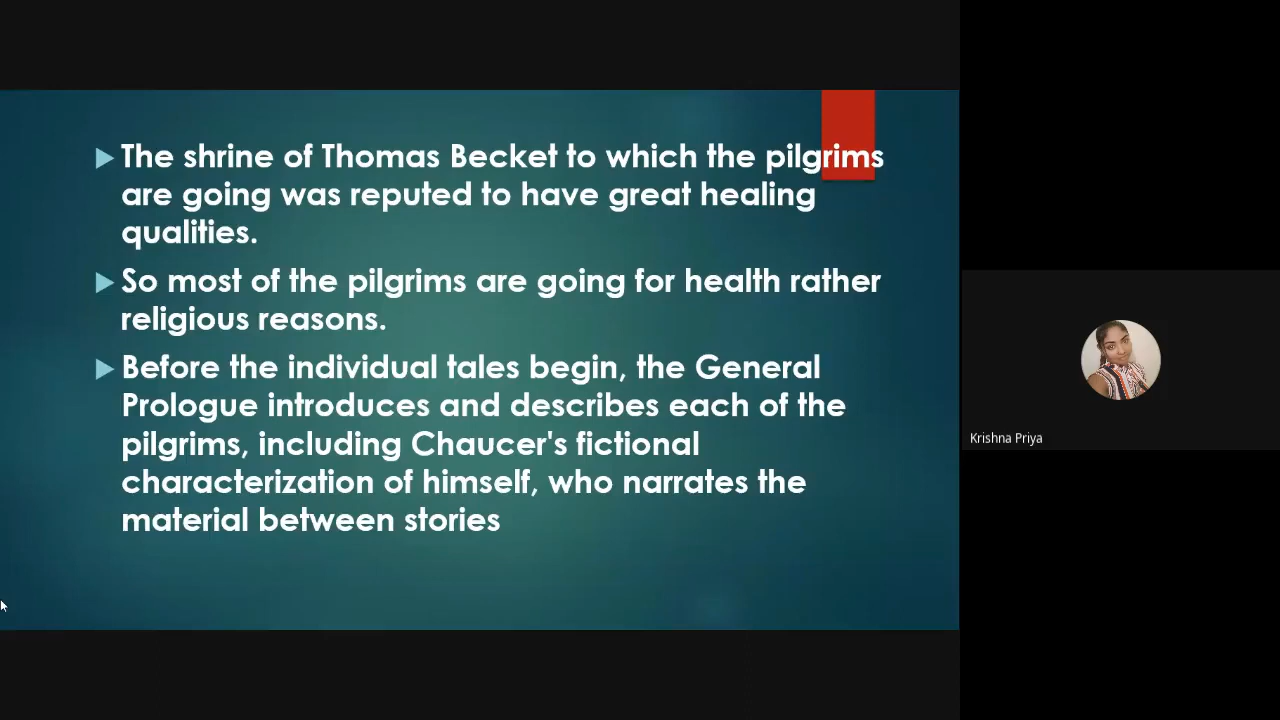 The shrine of Thomas Becket to which the pilgrims
are going was reputed to have great healing
qualities.
So most of the pilgrims are going for health rather
religious reasons.
Before the individual tales begin, the General
Prologue introduces and describes each of the
pilgrims, including Chaucer's fictional
characterization of himself, who narrates the
material between stories
Krishna Priya